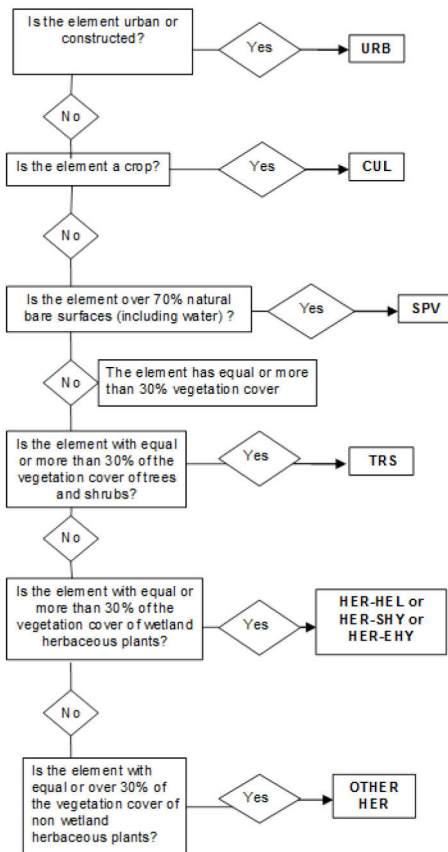 Is the element urban or
constructed?
Yes
URB
No
Is the element a crop?
Yes
CUL
No
Is the element over 70% natural
bare surfaces (including water) ?
Yes
SPV
No
The element has equal or more
than 30% vegetation cover
Is the element with equal
or more than 30% of the
vegetation cover of trees
and shrubs?
Yes
TRS
No
Is the element with equal or
more than 30% of the
vegetation cover of wetland
herbaceous plants?
Yes
HER-HEL or
HER-SHY or
HER-EHY
No
Is the element with
equal or over 30% of
the vegetation cover of
non wetland
herbaceous plants?
Yes
OTHER
HER